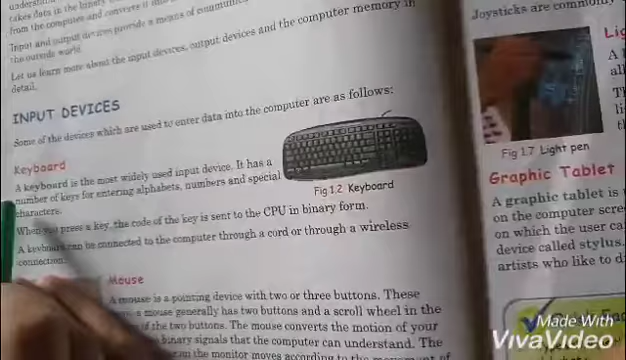 takes data in the binary
from the computer and converts it into
Input and output devices provide a means of
the outside world.
Let us learn more about the input devices, output devices and the computer memory in
detail.
INPUT DEVICES
Some of the devices which are used to enter data into the computer are as follows:
Keyboard
A keyboard is the most widely used input device. It has a
number of keys for entering alphabets, numbers and special
characters.
Fig 1.2 Keyboard
When you press a key, the code of the key is sent to the CPU in binary form.
A keyboard can be connected to the computer through a cord or through a wireless
connection.
Mouse
A mouse is a pointing device with two or three buttons. These
a mouse generally has two buttons and a scroll wheel in the
of the two buttons. The mouse converts the motion of your
binary signals that the computer can understand. The
on the monitor moves according to the movement of
Joysticks are commonly
Fig 1.7 Light pen
Graphic Tablet
A graphic tablet is
on the computer scre
on which the user ca
device called stylus.
artists who like to d
Made With
VivaVideo